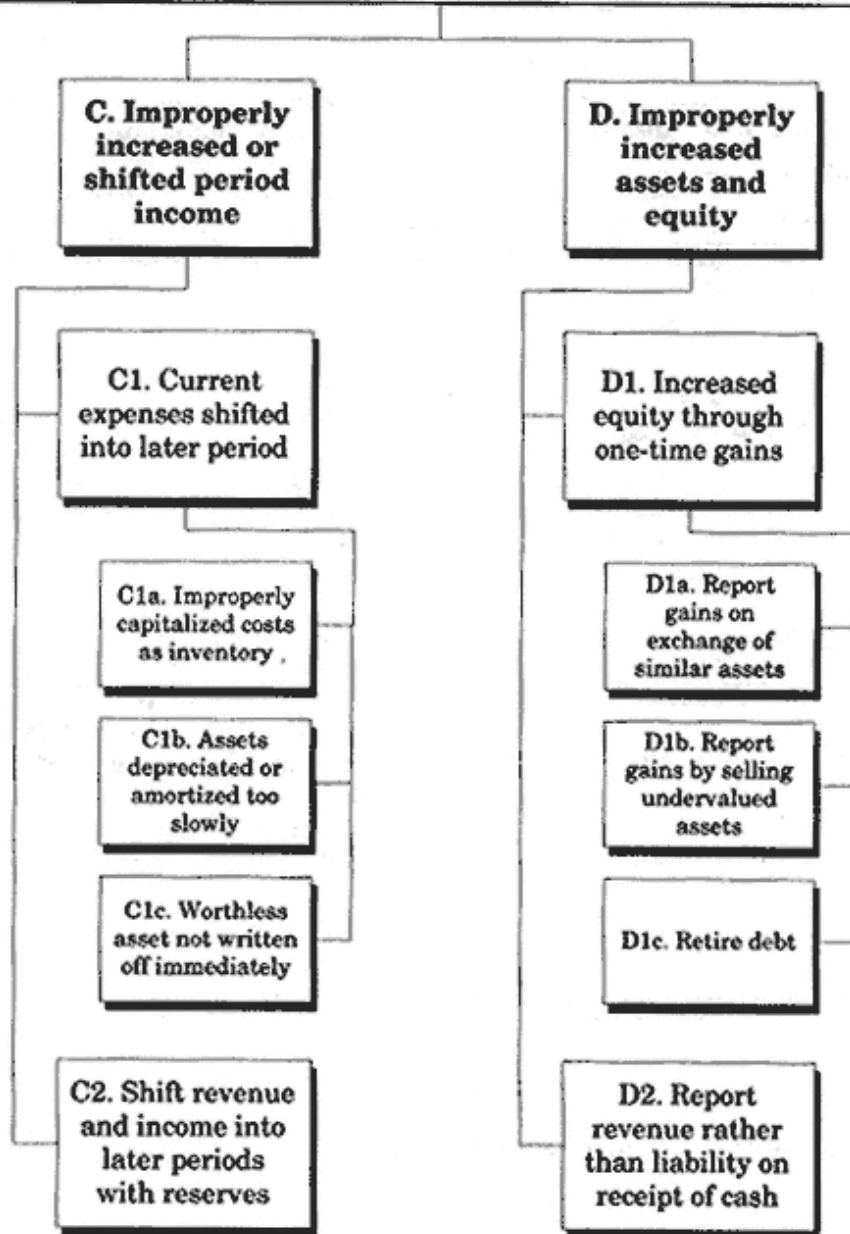 C. Improperly
increased or
shifted period
income
C1. Current
expenses shifted
into later period
C1a. Improperly
capitalized costs
as inventory
C1b. Assets
depreciated or
amortized too
slowly
C1c. Worthless
asset not written
off immediately
C2. Shift revenue
and income into
later periods
with reserves
D. Improperly
increased
assets and
equity
D1. Increased
equity through
one-time gains
D1a. Report
gains on
exchange of
similar assets
D1b. Report
gains by selling
undervalued
assets
D1c. Retire debt
D2. Report
revenue rather
than liability on
receipt of cash